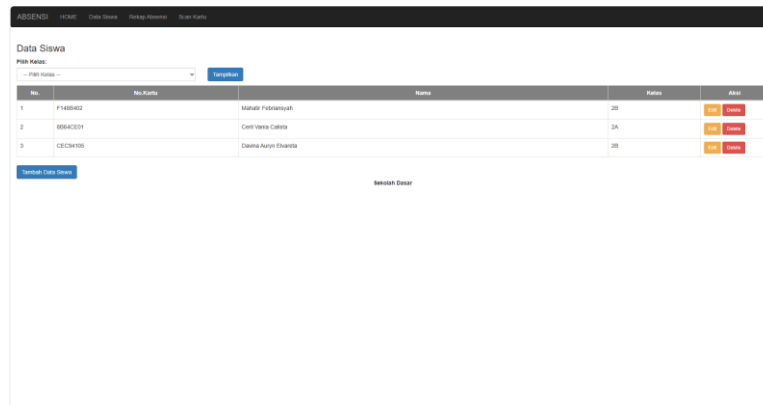 ABSENSI HOME Data Siswa Rekap Absensi Scan Kartu
Data Siswa
Pilih Kelas:
-- Pilih Kelas -- Tampilkan
No. No.Kartu Nama Kelas Aksi
1 F14B5402 Mahatir Febriansyah 2B Edit Delete
2 Ceril Vania Calista 2A Edit Delete
3 CEC94105 Davina Auryn Elvanita 2B Edit Delete
Tambah Data Siswa
Sekolah Dasar